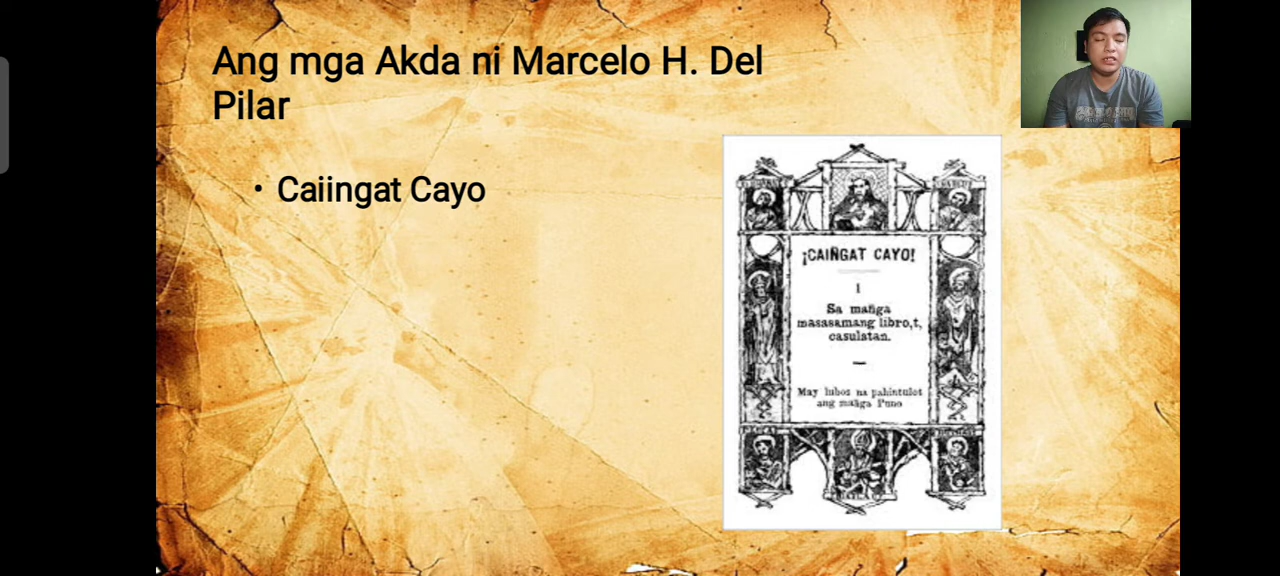 Ang mga Akda ni Marcelo H. Del
Pilar
• Caiingat Cayo
¡CAIÑGAT CAYO!
I
Sa mañga
masasamang libro,t,
casulatan.
May lubos na pahintulot
ang mañga Puno